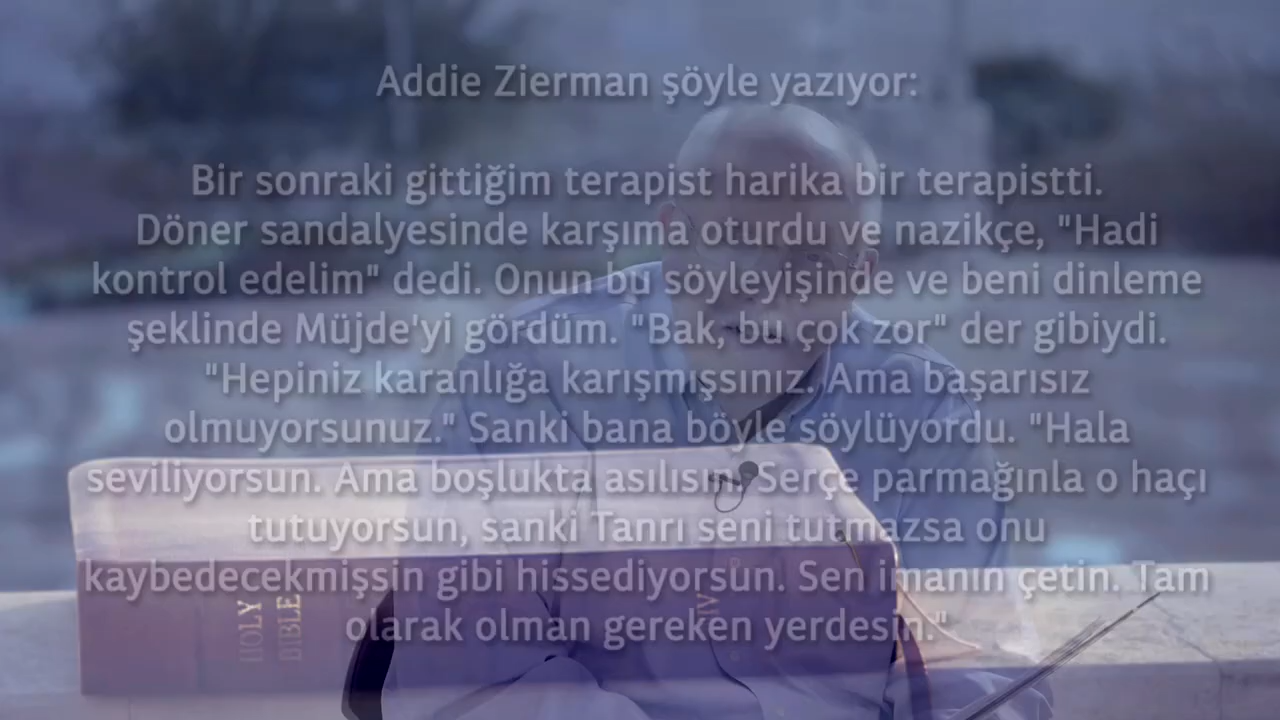 Addie Zierman şöyle yazıyor:
Bir sonraki gittiğim terapist harika bir terapistti.
Döner sandalyesinde karşıma oturdu ve nazikçe, "Hadi
kontrol edelim" dedi. Onun bu söyleyişinde ve beni dinleme
şeklinde Müjde'yi gördüm. "Bak, bu çok zor" der gibiydi.
"Hepiniz karanlığa karışmışsınız. Ama başarısız
olmuyorsunuz." Sanki bana böyle söylüyordu. "Hala
seviliyorsun. Ama boşlukta asılısın. Serçe parmağınla o haçı
tutuyorsun, sanki Tanrı seni tutmazsa onu
kaybedecekmişsin gibi hissediyorsun. Sen imanın çetin. Tam
olarak olman gereken yerdesin."
HOLY
BIBLE
NIV